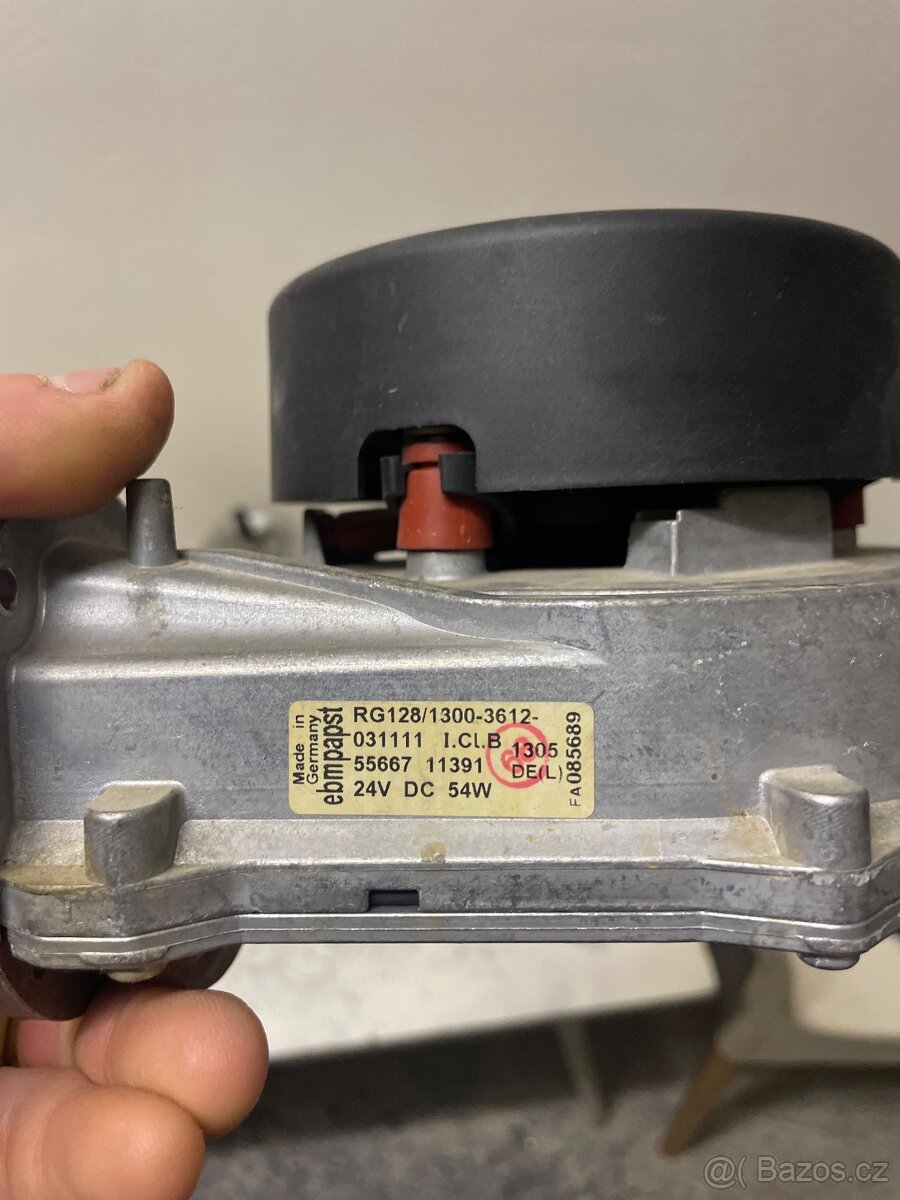 Made in
Germany
ebmpapst
RG128/1300-3612-
031111 I.Cl.B
55667 11391
24V DC 54W
1305
DE(L)
FA085689
@( Bazos.cz